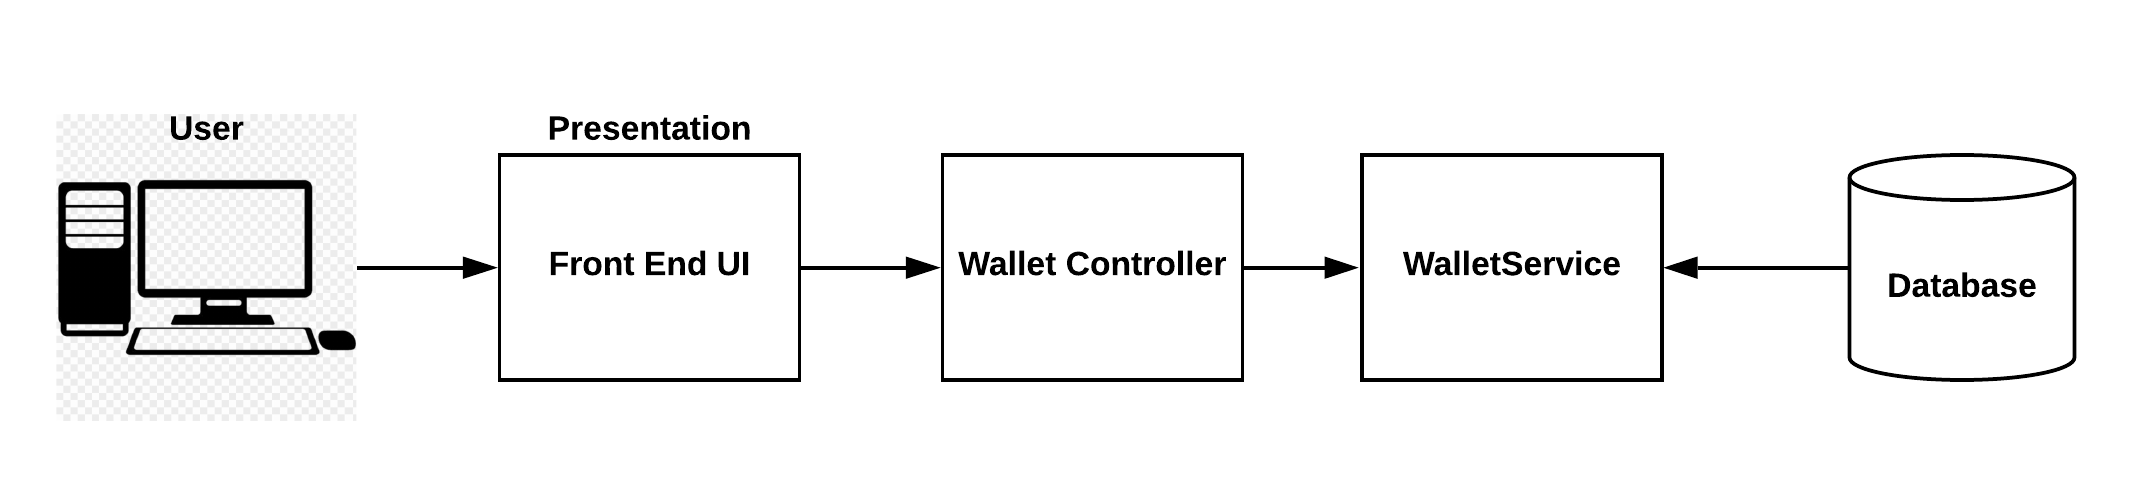 User
Presentation
Front End UI
Wallet Controller
WalletService
Database